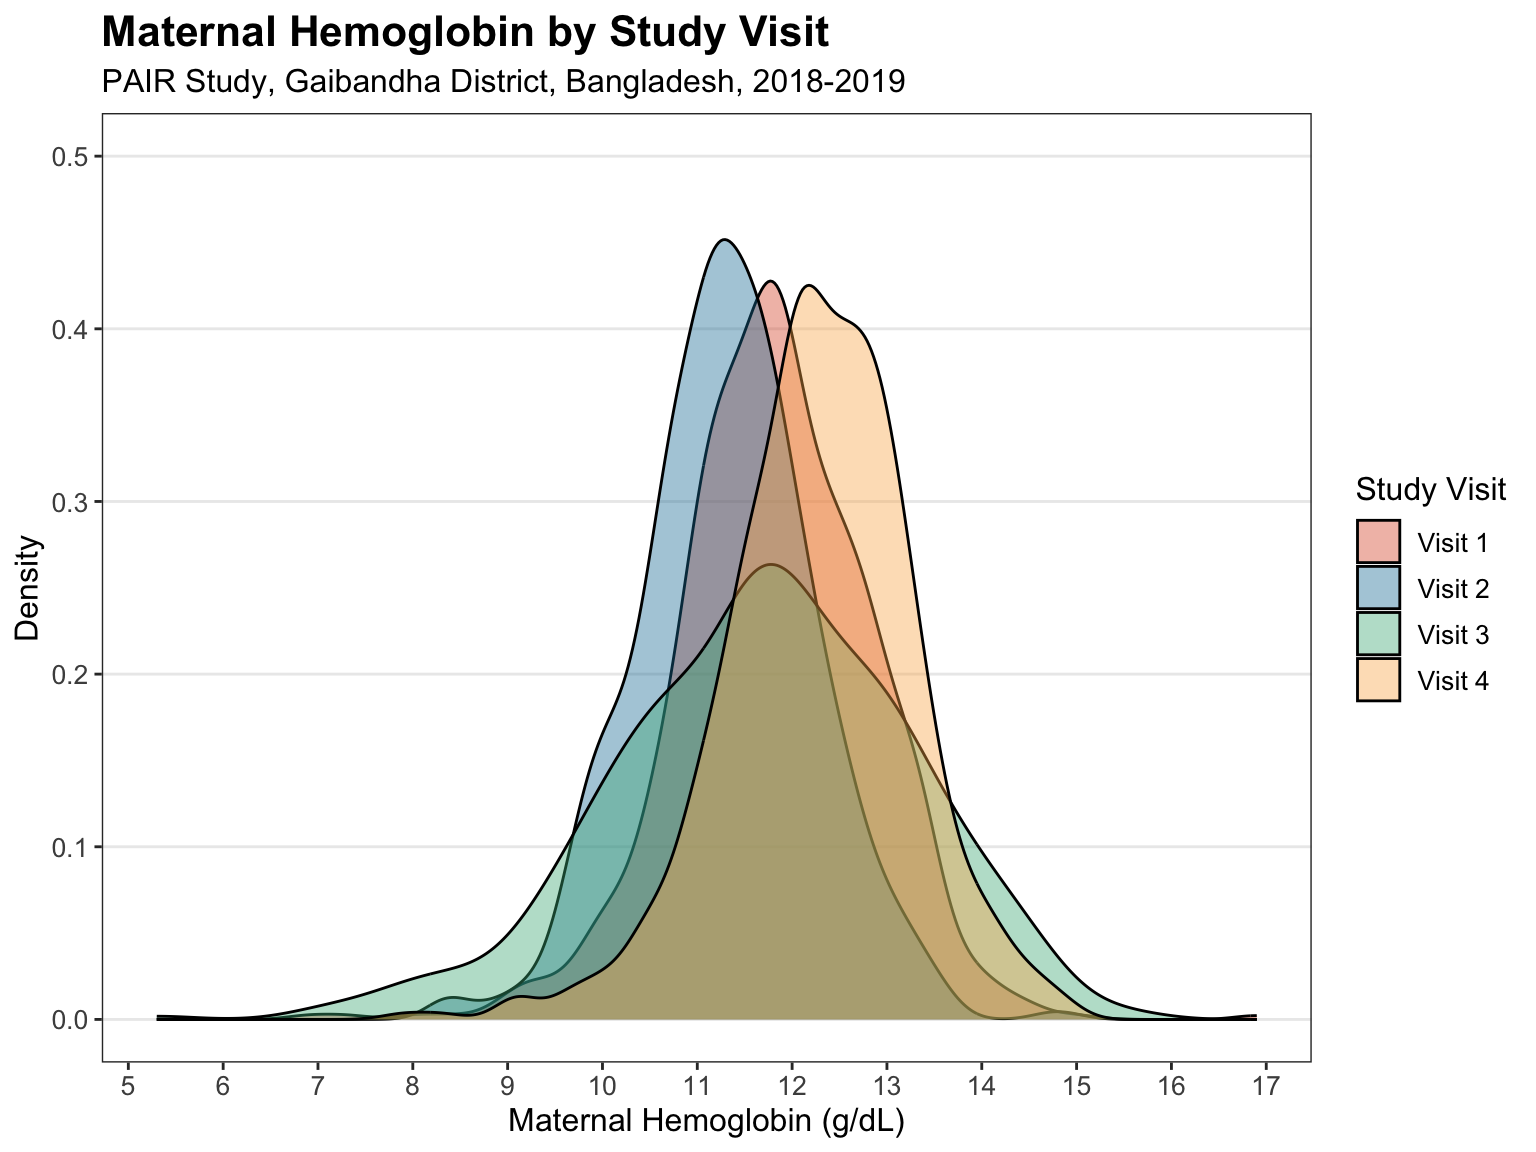 Maternal Hemoglobin by Study Visit
PAIR Study, Gaibandha District, Bangladesh, 2018-2019
0.5
0.4
0.3
0.2
0.1
0.0
Density
5 6 7 8 9 10 11 12 13 14 15 16 17
Maternal Hemoglobin (g/dL)
Study Visit
Visit 1
Visit 2
Visit 3
Visit 4